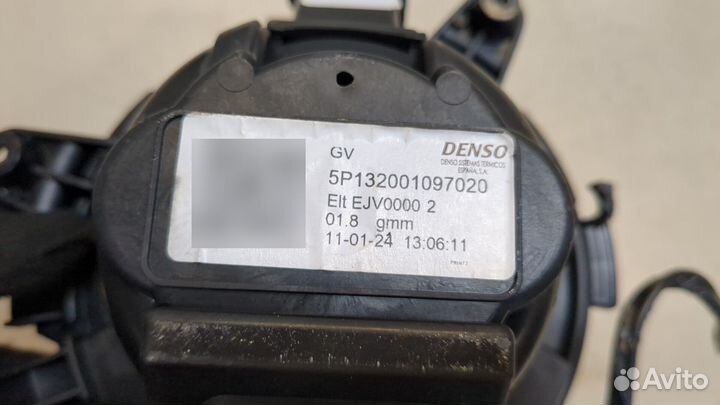 GV
DENSO
DENSO SISTEMAS TERMICOS
ESPAÑA, S.A.
5P132001097020
Elt EJV0000 2
01.8 gmm
11-01-24 13:06:11
Avito